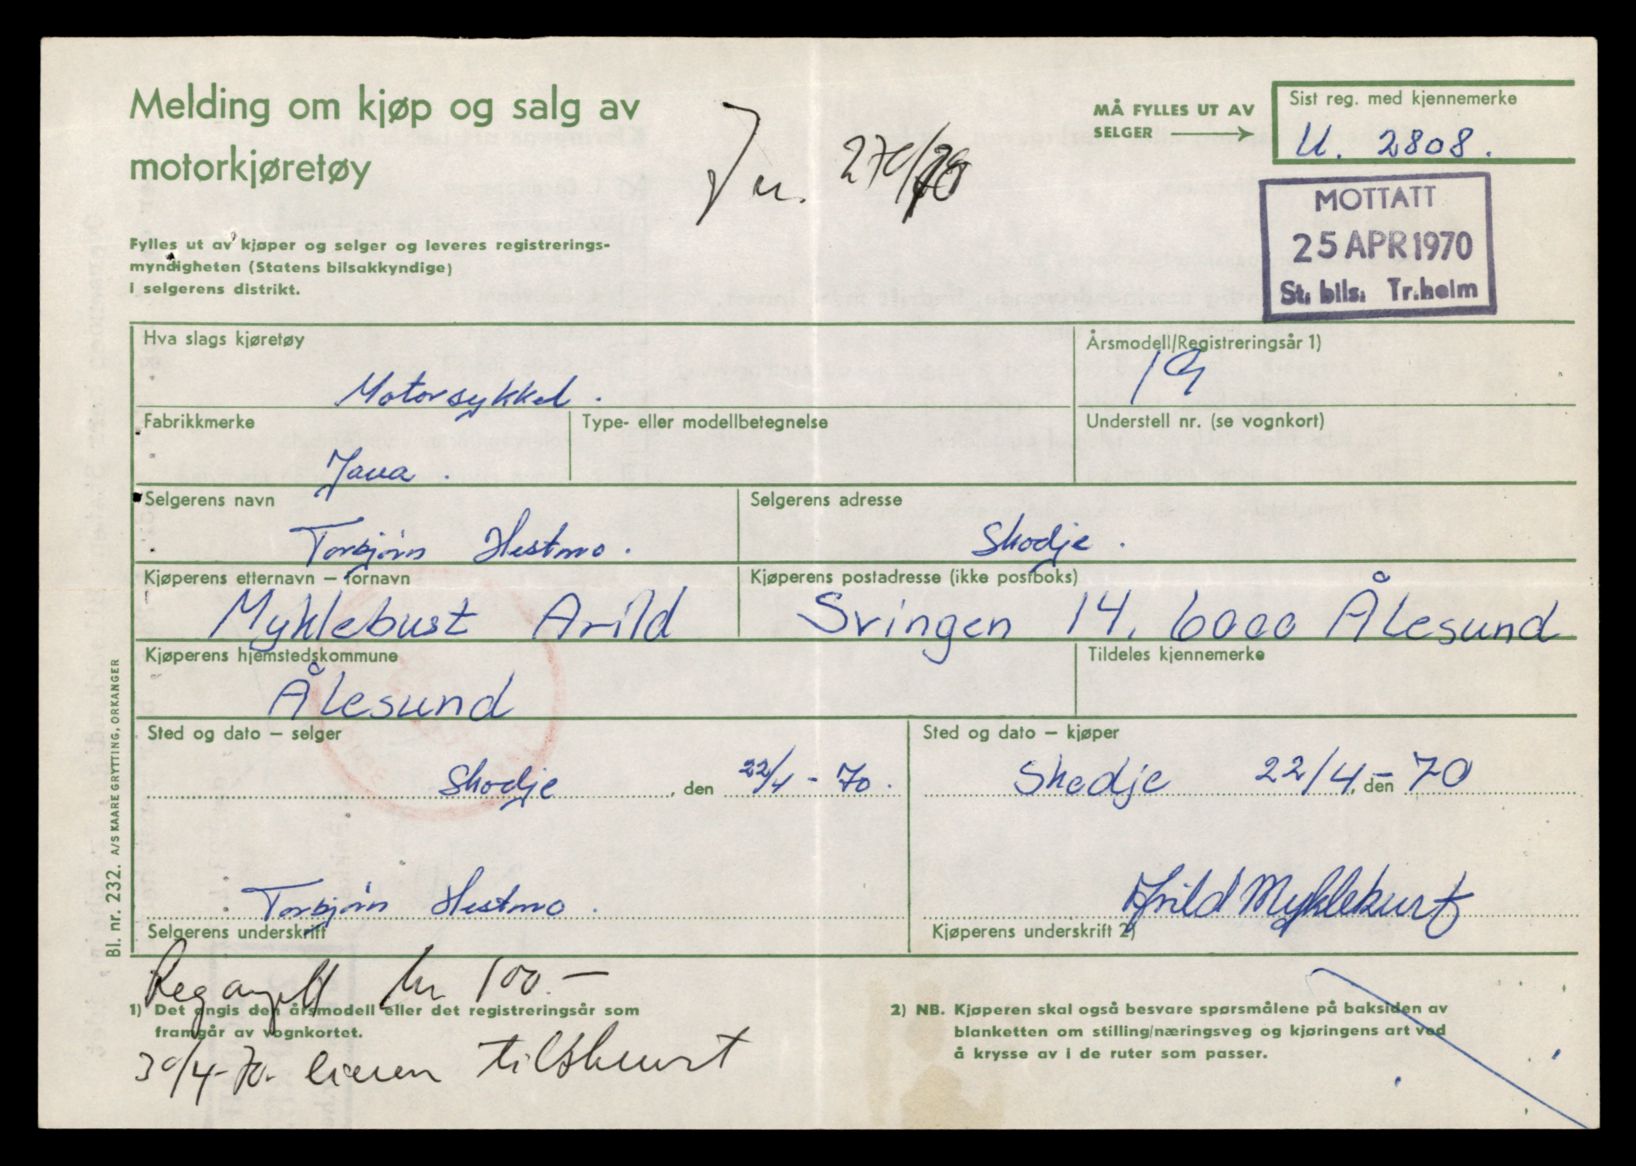 Melding om kjøp og salg av
motorkjøretøy
Fylles ut av kjøper og selger og leveres registrerings-
myndigheten (Statens bilsakkyndige)
i selgerens distrikt.
MÅ FYLLES UT AV
SELGER
Sist reg. med kjennemerke
U. 2808.
MOTTATT
25 APR 1970
St. bils. Tr.heim
Hva slags kjøretøy
Motorsykkel.
Årsmodell/Registreringsår 1)
19
Fabrikkmerke
Java.
Type- eller modellbetegnelse
Understell nr. (se vognkort)
Selgerens navn
Torbjörn Hestmo.
Selgerens adresse
Skodje.
Kjøperens etternavn – fornavn
Myklebust Arild
Kjøperens postadresse (ikke postboks)
Svingen 14. 6000 Ålesund
Kjøperens hjemstedskommune
Ålesund
Tildeles kjennemerke
Sted og dato – selger
Skodje, den 22/4 - 70.
Sted og dato – kjøper
Skodje 22/4, den - 70
Torbjörn Hestmo.
Selgerens underskrift
Arild Myklebust
Kjøperens underskrift 2)
Bl. nr. 232. A/S KAARE GRYTTING, ORKANGER
kr 100.-
1) Det angis den årsmodell eller det registreringsår som
framgår av vognkortet.
30/4-70. tilskrevet
2) NB. Kjøperen skal også besvare spørsmålene på baksiden av
blanketten om stilling/næringsveg og kjøringens art ved
å krysse av i de ruter som passer.